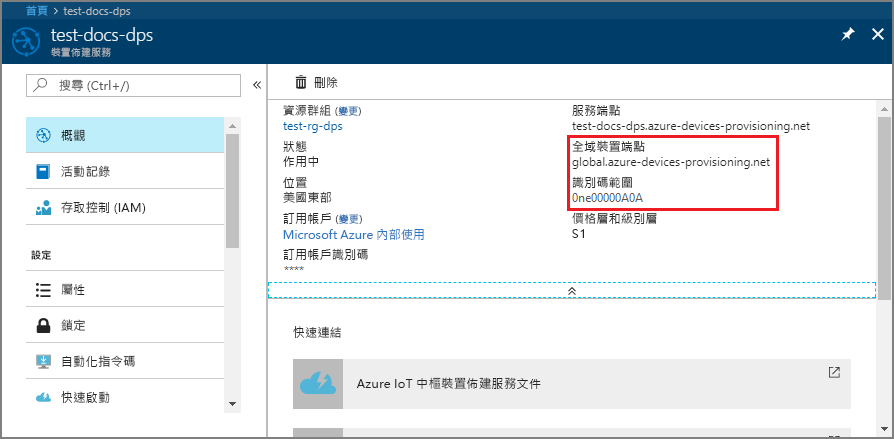 首頁 > test-docs-dps
test-docs-dps
裝置佈建服務
搜尋 (Ctrl+/)
概觀
活動記錄
存取控制 (IAM)
設定
屬性
鎖定
自動化指令碼
快速啟動
刪除
資源群組 (變更)
test-rg-dps
狀態
作用中
位置
美國東部
訂用帳戶 (變更)
Microsoft Azure 內部使用
訂用帳戶識別碼
****
服務端點
test-docs-dps.azure-devices-provisioning.net
全域裝置端點
global.azure-devices-provisioning.net
識別碼範圍
0ne00000A0A
價格層和級別層
S1
快速連結
Azure IoT 中樞裝置佈建服務文件